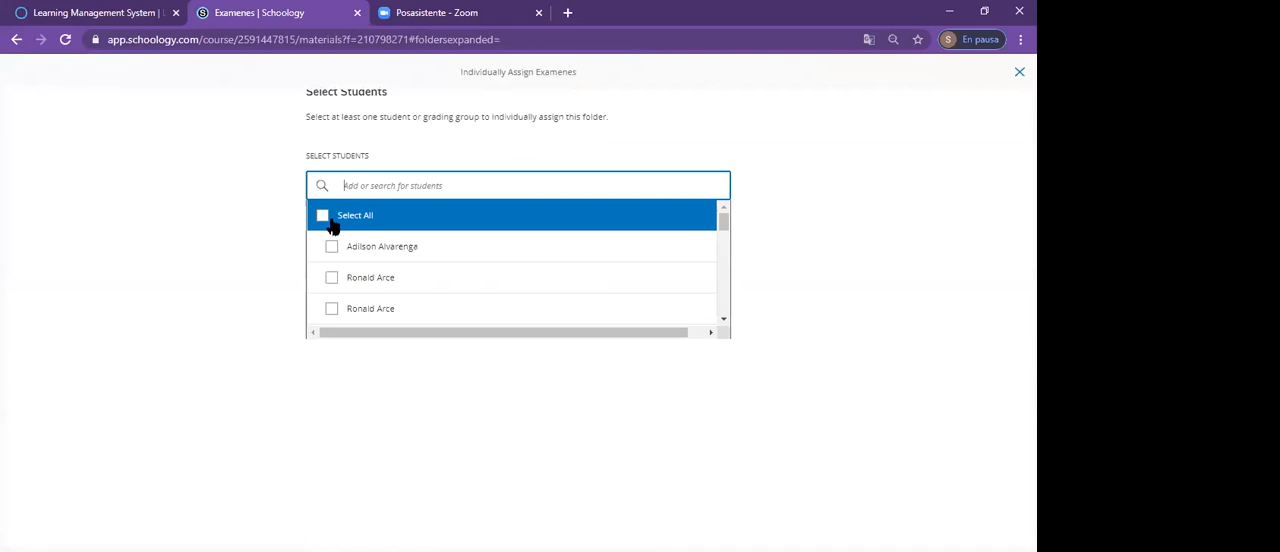 Learning Management System |
Examenes | Schoology
Posasistente - Zoom
app.schoology.com/course/2591447815/materials?f=210798271#foldersexpanded=
S
En pausa
Individually Assign Examenes
Select Students
Select at least one student or grading group to individually assign this folder.
SELECT STUDENTS
Add or search for students
Select All
Adilson Alvarenga
Ronald Arce
Ronald Arce